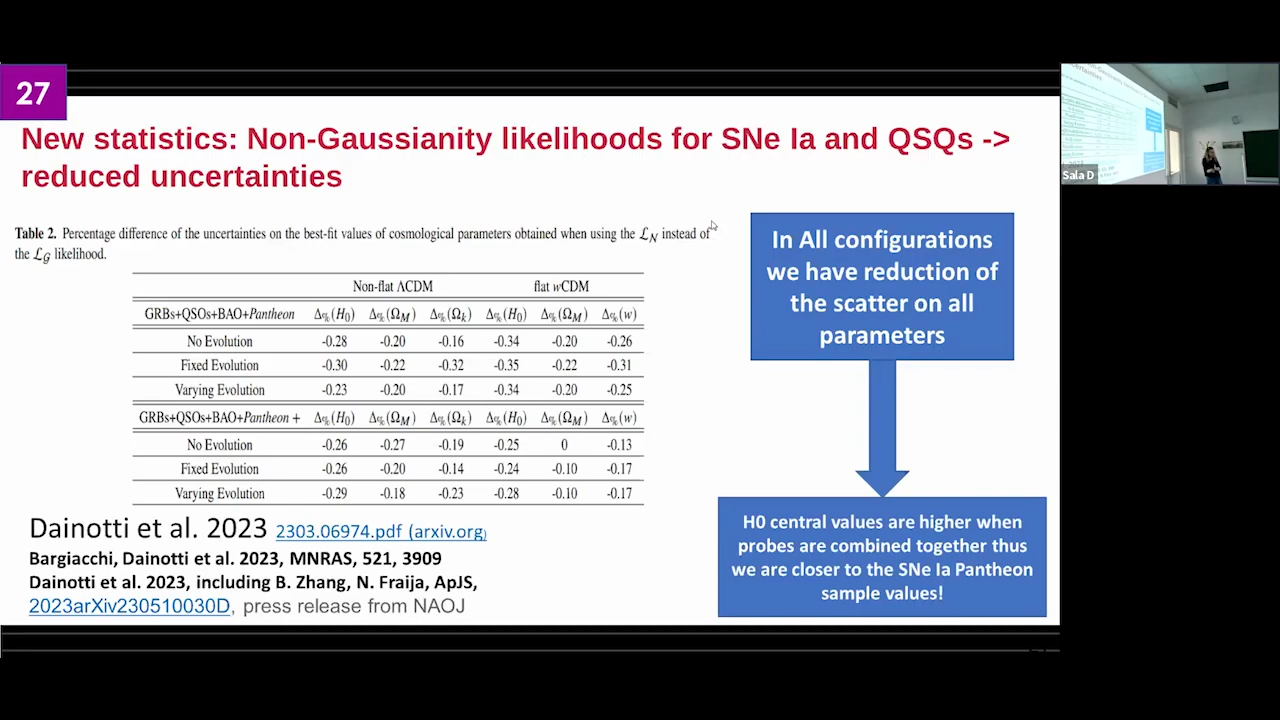 27
New statistics: Non-Gaussianity likelihoods for SNe Ia and QSQs ->
reduced uncertainties
Table 2. Percentage difference of the uncertainties on the best-fit values of cosmological parameters obtained when using the ℒ_N instead of
the ℒ_G likelihood.
Non-flat ΛCDM flat wCDM
GRBs+QSOs+BAO+Pantheon Δ%(H0) Δ%(ΩM) Δ%(Ωk) Δ%(H0) Δ%(ΩM) Δ%(w)
No Evolution -0.28 -0.20 -0.16 -0.34 -0.20 -0.26
Fixed Evolution -0.30 -0.22 -0.32 -0.35 -0.22 -0.31
Varying Evolution -0.23 -0.20 -0.17 -0.34 -0.20 -0.25
GRBs+QSOs+BAO+Pantheon + Δ%(H0) Δ%(ΩM) Δ%(Ωk) Δ%(H0) Δ%(ΩM) Δ%(w)
No Evolution -0.26 -0.27 -0.19 -0.25 0 -0.13
Fixed Evolution -0.26 -0.20 -0.14 -0.24 -0.10 -0.17
Varying Evolution -0.29 -0.18 -0.23 -0.28 -0.10 -0.17
Dainotti et al. 2023 2303.06974.pdf (arxiv.org)
Bargiacchi, Dainotti et al. 2023, MNRAS, 521, 3909
Dainotti et al. 2023, including B. Zhang, N. Fraija, ApJS,
2023arXiv230510030D, press release from NAOJ
In All configurations
we have reduction of
the scatter on all
parameters
H0 central values are higher when
probes are combined together thus
we are closer to the SNe Ia Pantheon
sample values!
Sala D